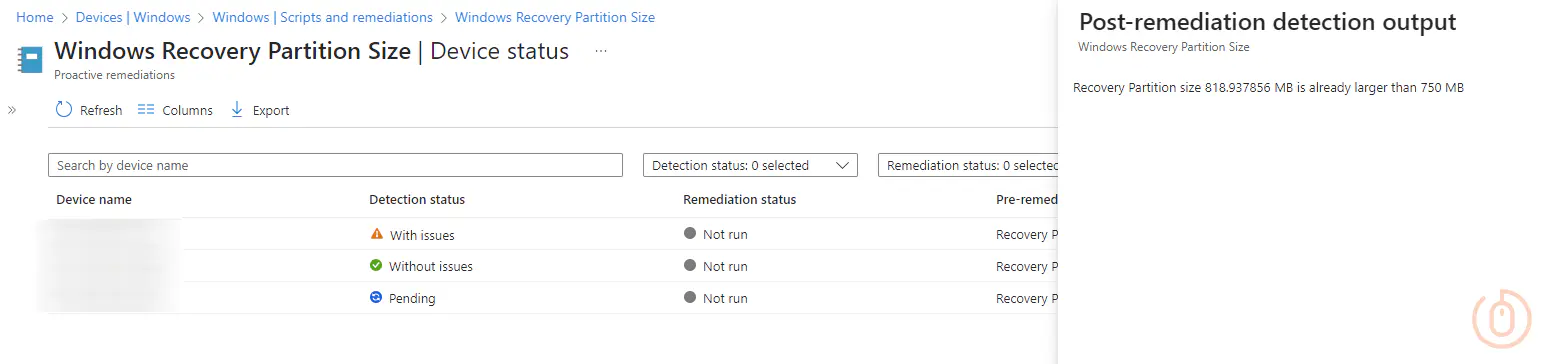 Home > Devices | Windows > Windows | Scripts and remediations > Windows Recovery Partition Size
Windows Recovery Partition Size | Device status ...
Proactive remediations
Refresh Columns Export
Search by device name
Detection status: 0 selected
Remediation status: 0 selected
Device name Detection status Remediation status Pre-remed
With issues Not run Recovery P
Without issues Not run Recovery P
Pending Not run Recovery P
Post-remediation detection output
Windows Recovery Partition Size
Recovery Partition size 818.937856 MB is already larger than 750 MB